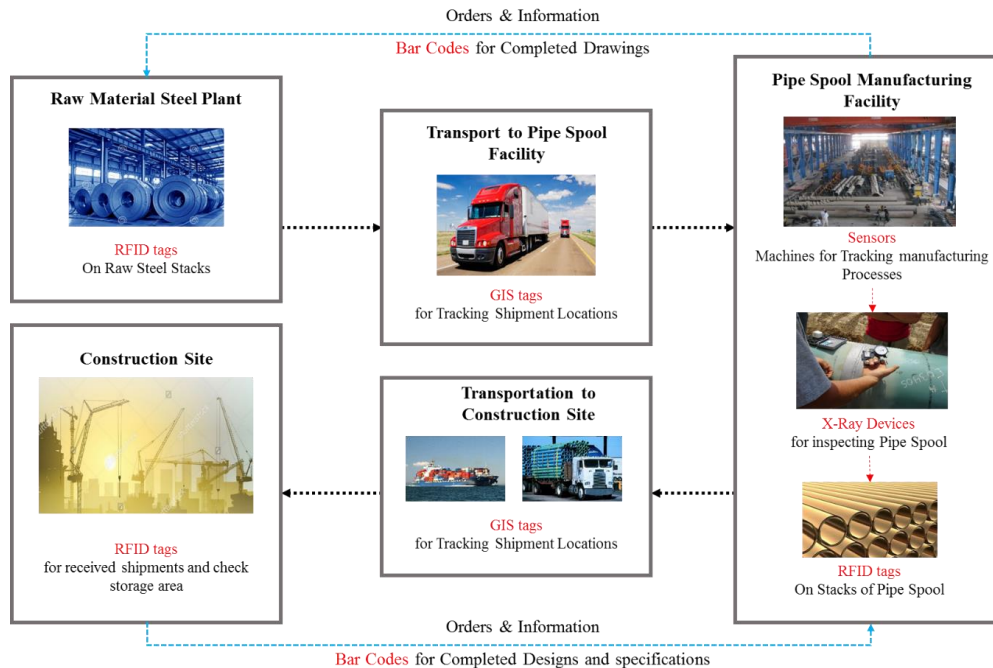 Orders & Information
Bar Codes for Completed Drawings
Raw Material Steel Plant
RFID tags
On Raw Steel Stacks
Transport to Pipe Spool
Facility
GIS tags
for Tracking Shipment Locations
Pipe Spool Manufacturing
Facility
Sensors
Machines for Tracking manufacturing
Processes
X-Ray Devices
for inspecting Pipe Spool
RFID tags
On Stacks of Pipe Spool
Transportation to
Construction Site
GIS tags
for Tracking Shipment Locations
Construction Site
RFID tags
for received shipments and check
storage area
Orders & Information
Bar Codes for Completed Designs and specifications